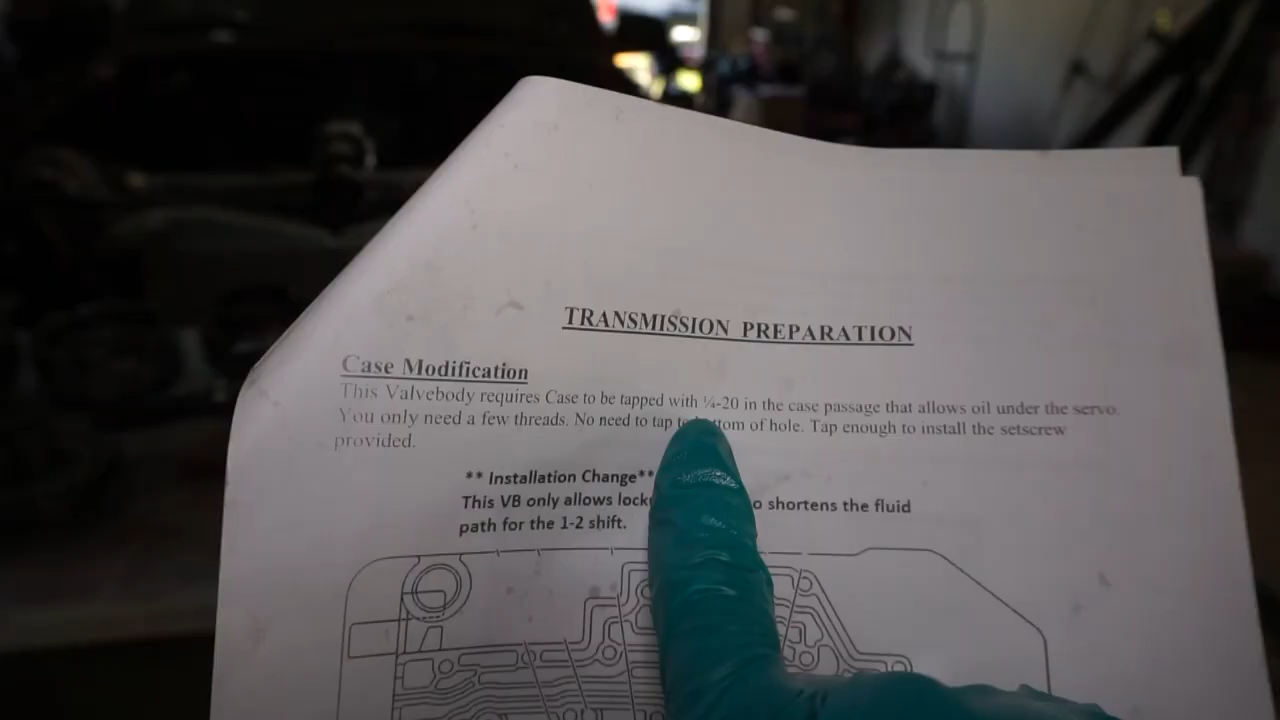 TRANSMISSION PREPARATION
Case Modification
This Valvebody requires Case to be tapped with ¼-20 in the case passage that allows oil under the servo.
You only need a few threads. No need to tap of hole. Tap enough to install the setscrew
provided.
** Installation Change**
This VB only allows shortens the fluid
path for the 1-2 shift.